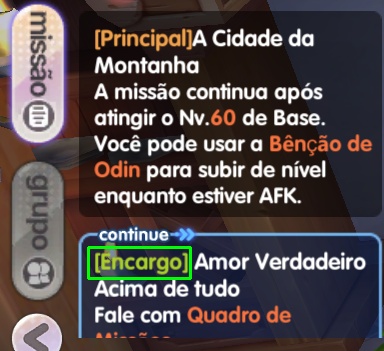 missão
grupo
[Principal]A Cidade da
Montanha
A missão continua após
atingir o Nv.60 de Base.
Você pode usar a Bênção de
Odin para subir de nível
enquanto estiver AFK.
continue
[Encargo] Amor Verdadeiro
Acima de tudo
Fale com Quadro de
Missões